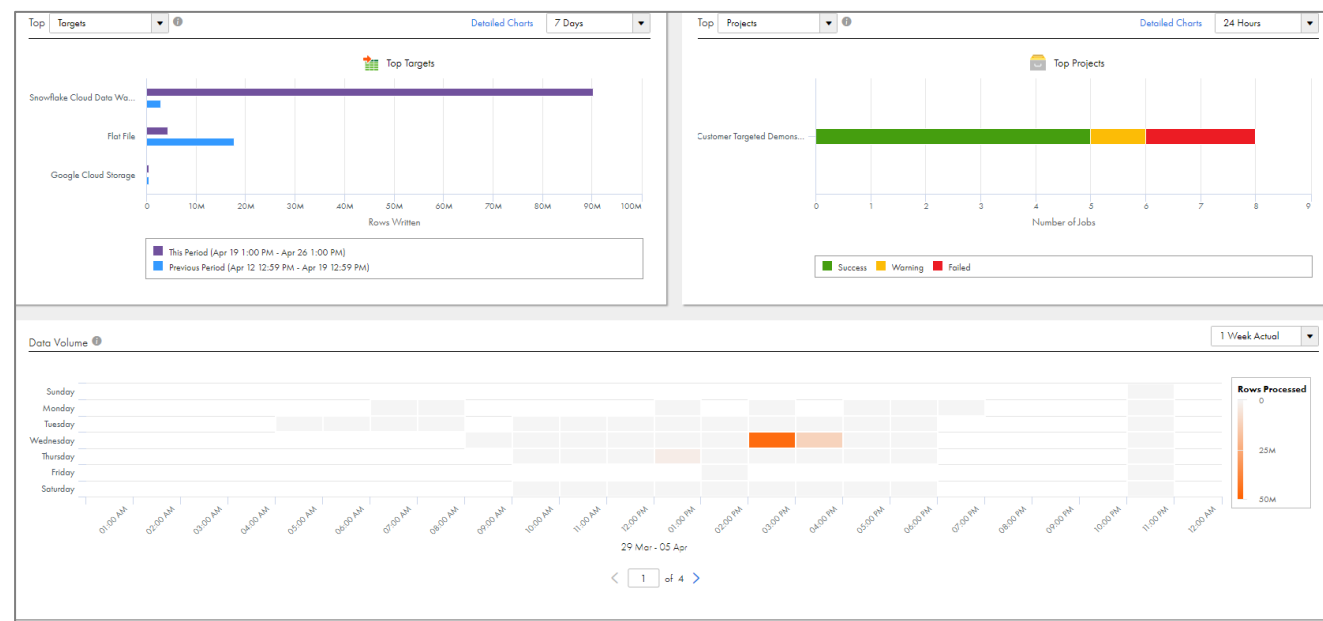 Top Targets Detailed Charts 7 Days
Top Targets
Snowflake Cloud Data Wa...
Flat File
Google Cloud Storage
0 10M 20M 30M 40M 50M 60M 70M 80M 90M 100M
Rows Written
This Period (Apr 19 1:00 PM - Apr 26 1:00 PM)
Previous Period (Apr 12 12:59 PM - Apr 19 12:59 PM)
Top Projects Detailed Charts 24 Hours
Top Projects
Customer Targeted Demons...
0 1 2 3 4 5 6 7 8 9
Number of Jobs
Success Warning Failed
Data Volume 1 Week Actual
Sunday
Monday
Tuesday
Wednesday
Thursday
Friday
Saturday
01:00 AM 02:00 AM 03:00 AM 04:00 AM 05:00 AM 06:00 AM 07:00 AM 08:00 AM 09:00 AM 10:00 AM 11:00 AM 12:00 PM 01:00 PM 02:00 PM 03:00 PM 04:00 PM 05:00 PM 06:00 PM 07:00 PM 08:00 PM 09:00 PM 10:00 PM 11:00 PM 12:00 AM
29 Mar - 05 Apr
1 of 4
Rows Processed
0
25M
50M